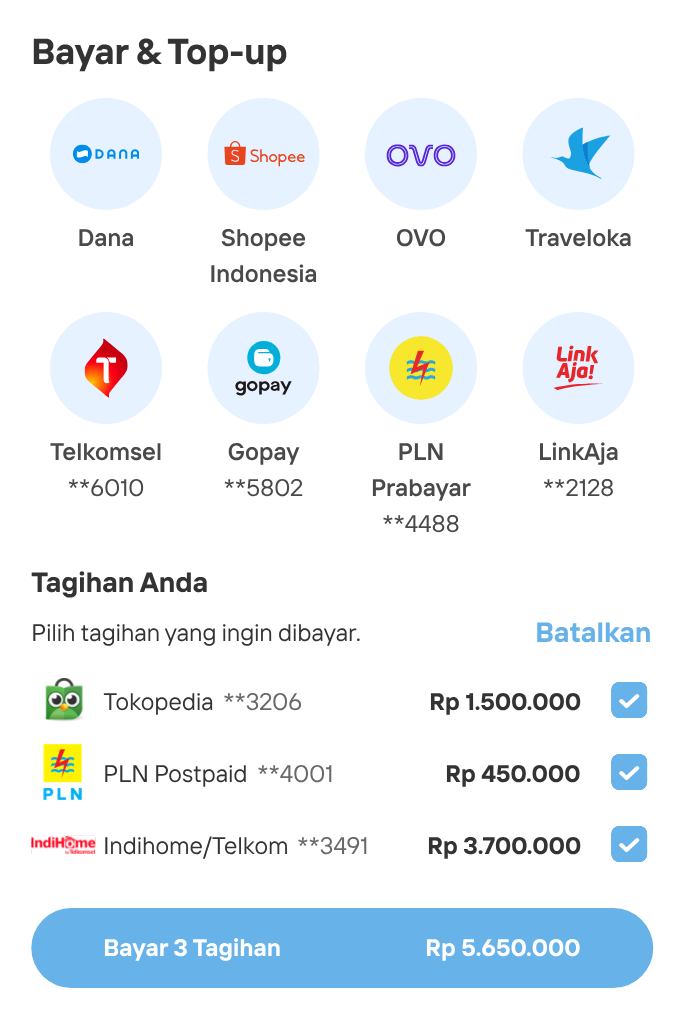 Bayar & Top-up
DANA
S Shopee
OVO
Dana
Shopee
Indonesia
OVO
Traveloka
T
gopay
Link
Aja!
Telkomsel
**6010
Gopay
**5802
PLN
Prabayar
**4488
LinkAja
**2128
Tagihan Anda
Pilih tagihan yang ingin dibayar.
Batalkan
Tokopedia **3206 Rp 1.500.000
PLN
PLN Postpaid **4001 Rp 450.000
IndiHome
by Telkomsel
Indihome/Telkom **3491 Rp 3.700.000
Bayar 3 Tagihan Rp 5.650.000